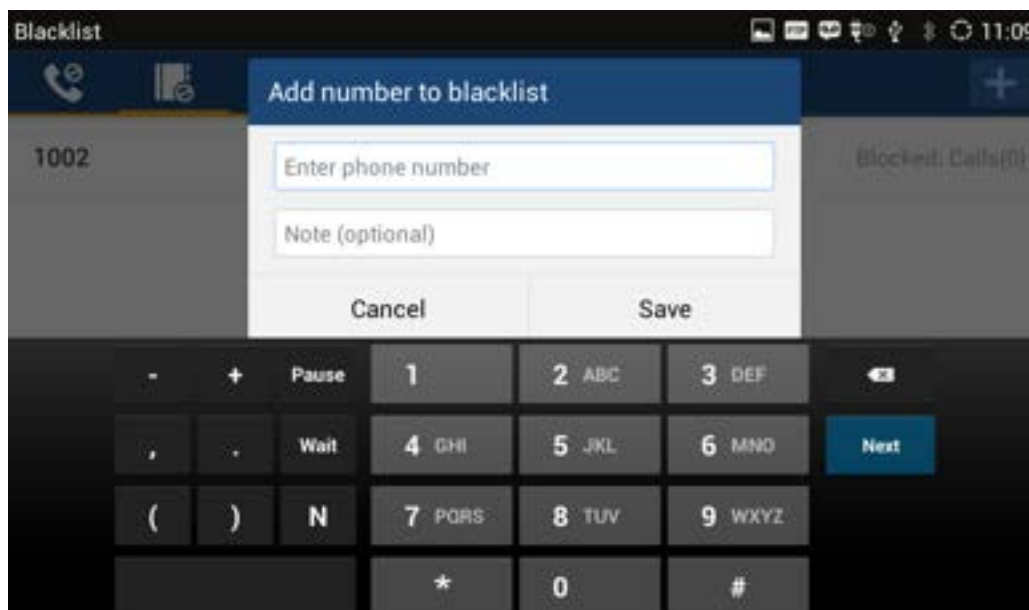 Blacklist 11:09
Add number to blacklist
1002 Blocked: Calls(0)
Enter phone number
Note (optional)
Cancel Save
- + Pause 1 2 ABC 3 DEF
, . Wait 4 GHI 5 JKL 6 MNO Next
( ) N 7 PQRS 8 TUV 9 WXYZ
* 0 #